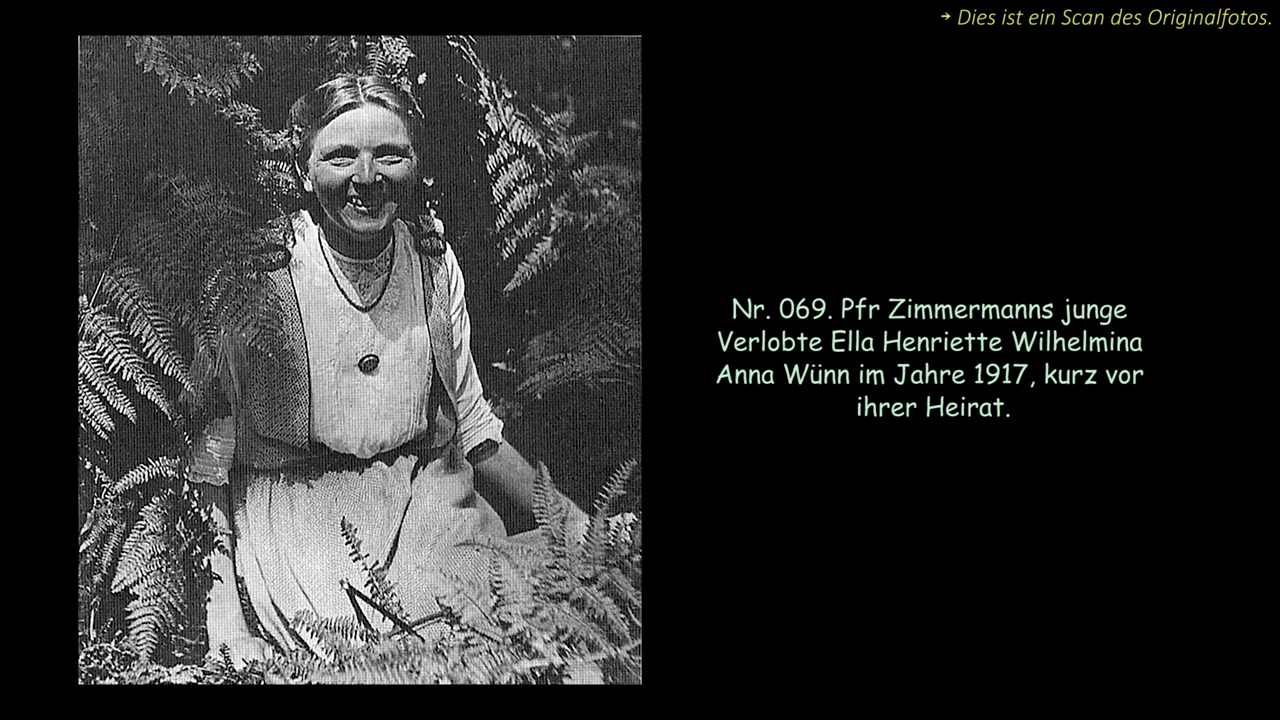 → Dies ist ein Scan des Originalfotos.
Nr. 069. Pfr Zimmermanns junge
Verlobte Ella Henriette Wilhelmina
Anna Wünn im Jahre 1917, kurz vor
ihrer Heirat.